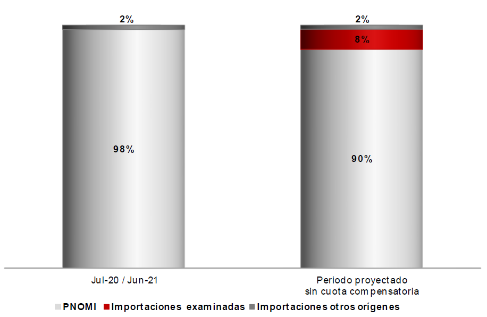 2%
2%
8%
98%
90%
Jul-20 / Jun-21
Periodo proyectado
sin cuota compensatoria
PNOMI
Importaciones examinadas
Importaciones otros orígenes